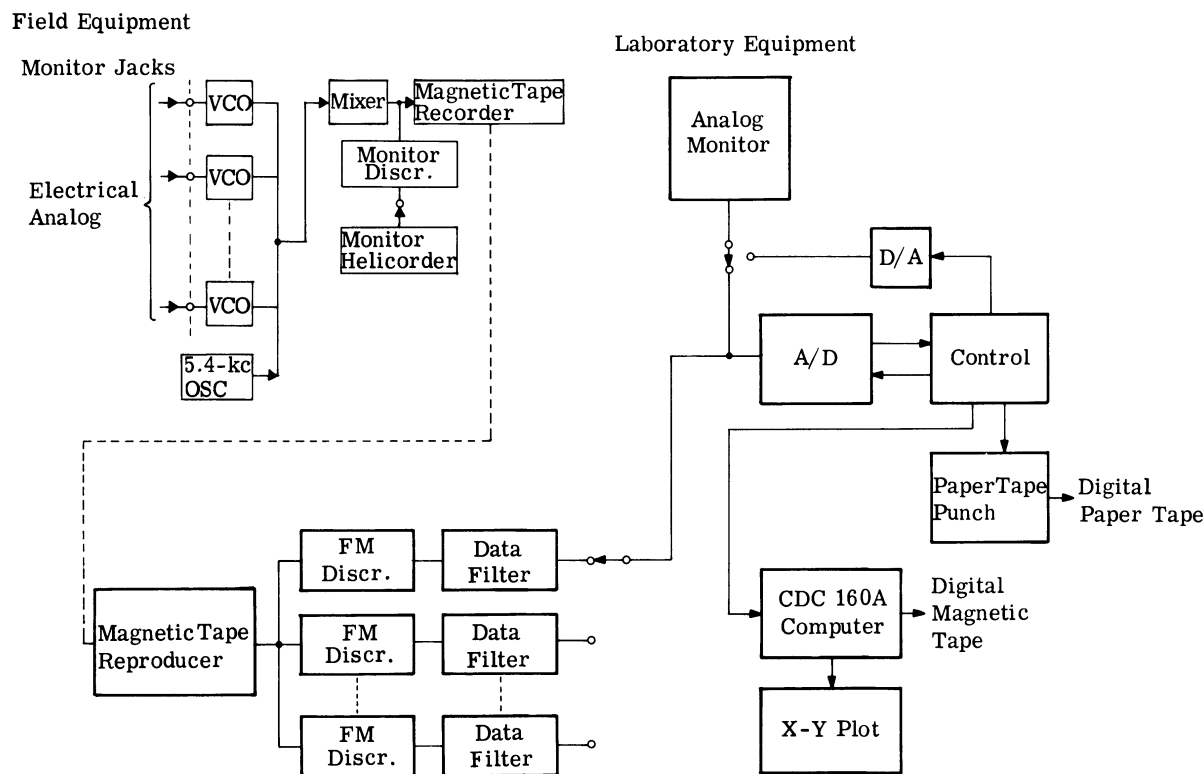 Field Equipment
Monitor Jacks
VCO
VCO
VCO
Electrical
Analog
5.4-kc
OSC
Mixer
Magnetic Tape
Recorder
Monitor
Discr.
Monitor
Helicorder
Laboratory Equipment
Analog
Monitor
D/A
A/D
Control
Paper Tape
Punch
Digital
Paper Tape
CDC 160A
Computer
Digital
Magnetic
Tape
X-Y Plot
Magnetic Tape
Reproducer
FM
Discr.
Data
Filter
FM
Discr.
Data
Filter
FM
Discr.
Data
Filter